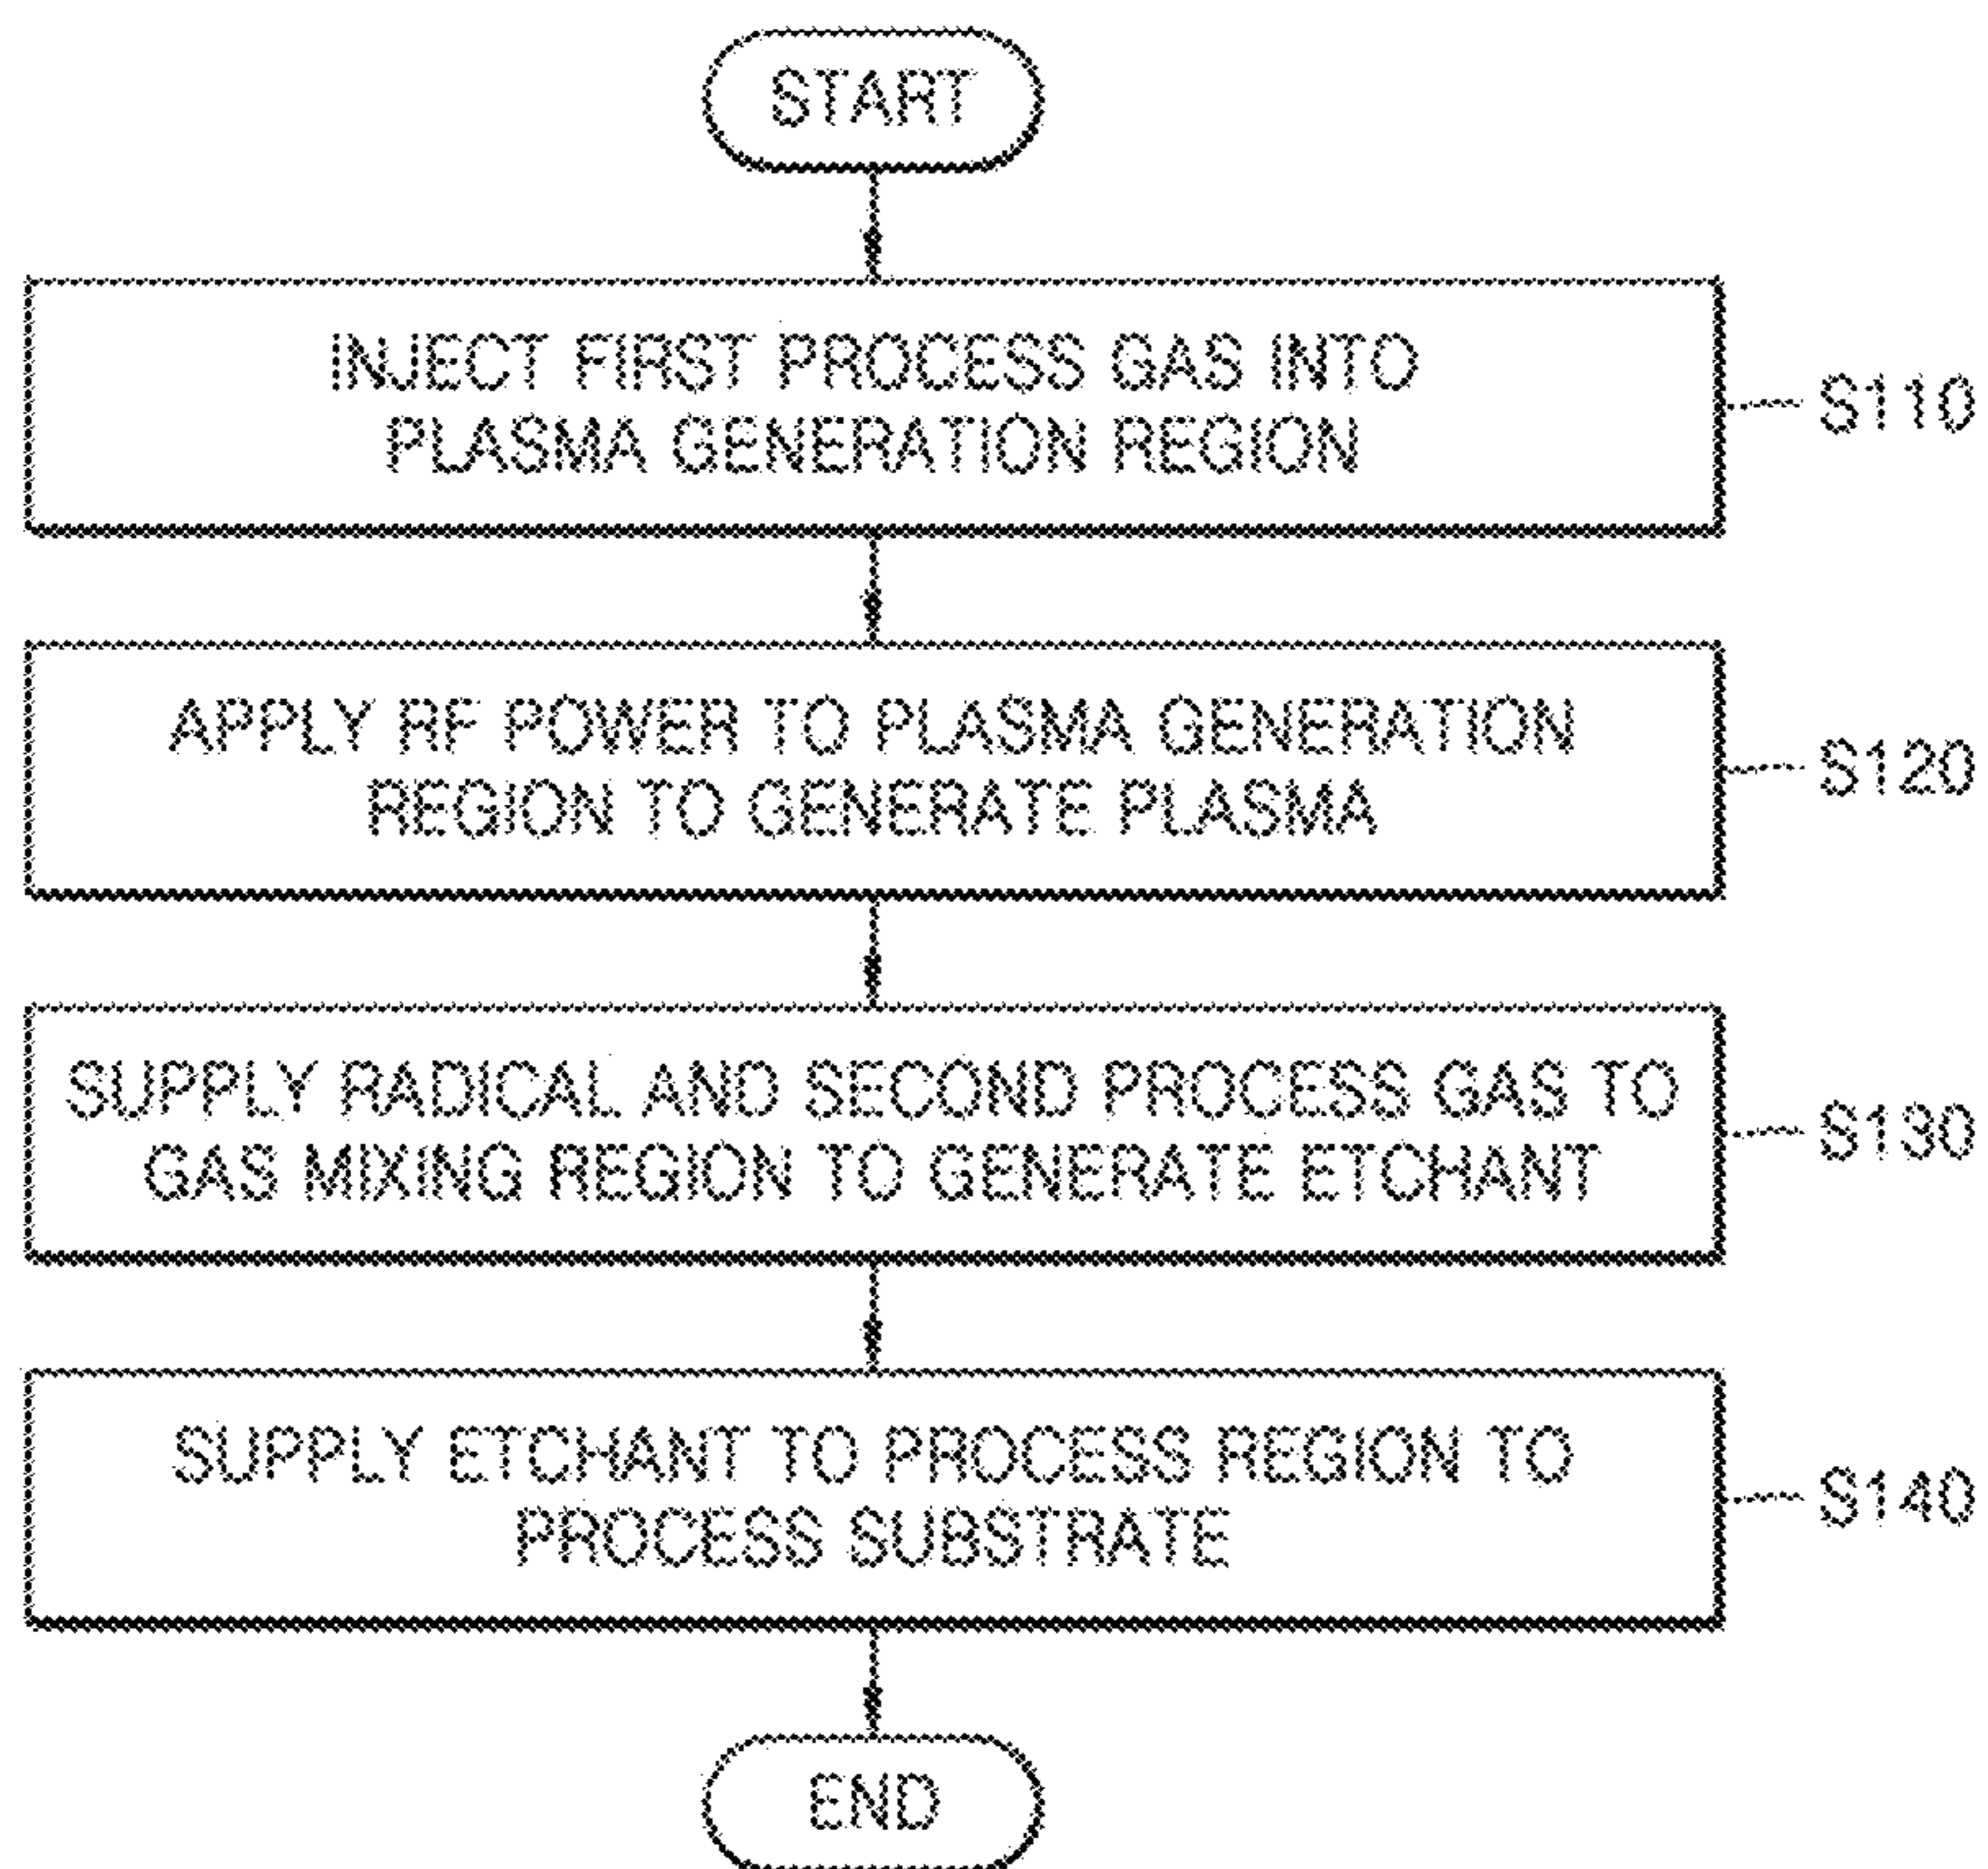 START
INJECT FIRST PROCESS GAS INTO
PLASMA GENERATION REGION
S110
APPLY RF POWER TO PLASMA GENERATION
REGION TO GENERATE PLASMA
S120
SUPPLY RADICAL AND SECOND PROCESS GAS TO
GAS MIXING REGION TO GENERATE ETCHANT
S130
SUPPLY ETCHANT TO PROCESS REGION TO
PROCESS SUBSTRATE
S140
END